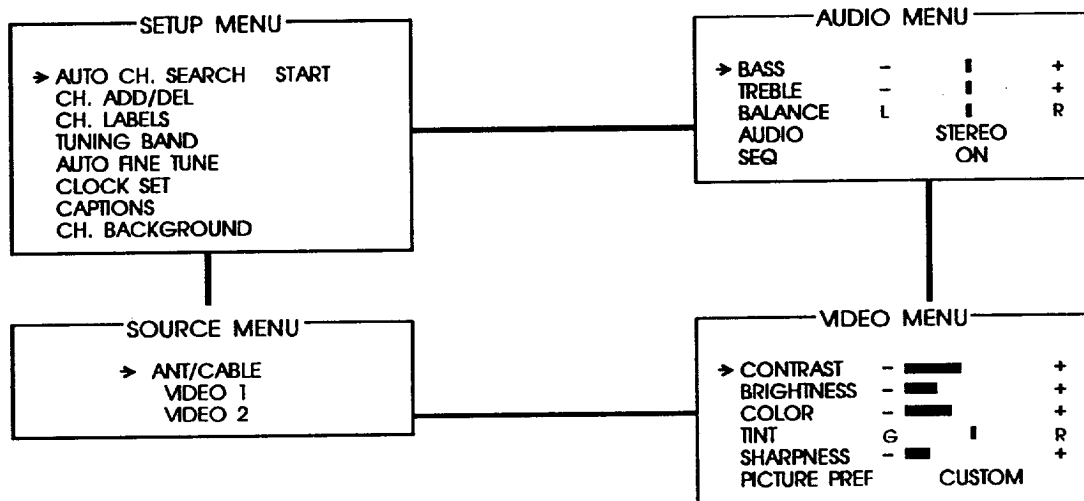 SETUP MENU
→ AUTO CH. SEARCH START
CH. ADD/DEL
CH. LABELS
TUNING BAND
AUTO FINE TUNE
CLOCK SET
CAPTIONS
CH. BACKGROUND
AUDIO MENU
→ BASS - +
TREBLE - +
BALANCE L R
AUDIO STEREO
SEQ ON
SOURCE MENU
→ ANT/CABLE
VIDEO 1
VIDEO 2
VIDEO MENU
→ CONTRAST - +
BRIGHTNESS - +
COLOR - +
TINT G R
SHARPNESS - +
PICTURE PREF CUSTOM